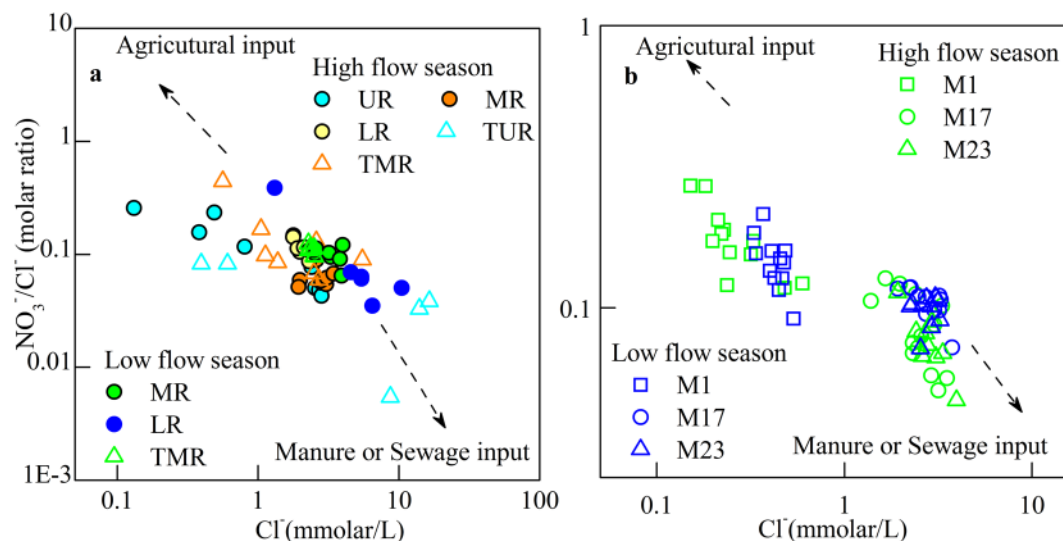 10
1
0.1
0.01
1E-3
NO3-/Cl- (molar ratio)
0.1
1
10
100
Cl-(mmolar/L)
a
Agricutural input
High flow season
UR
MR
LR
TUR
TMR
Low flow season
MR
LR
TMR
Manure or Sewage input
1
0.1
0.1
1
10
Cl-(mmolar/L)
b
Agricutural input
High flow season
M1
M17
M23
Low flow season
M1
M17
M23
Manure or Sewage input